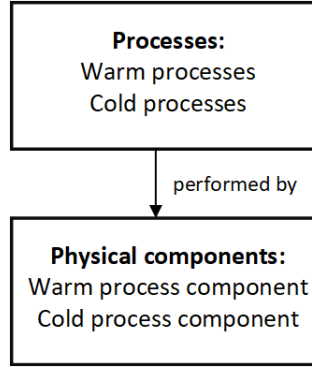 Processes:
Warm processes
Cold processes
performed by
Physical components:
Warm process component
Cold process component